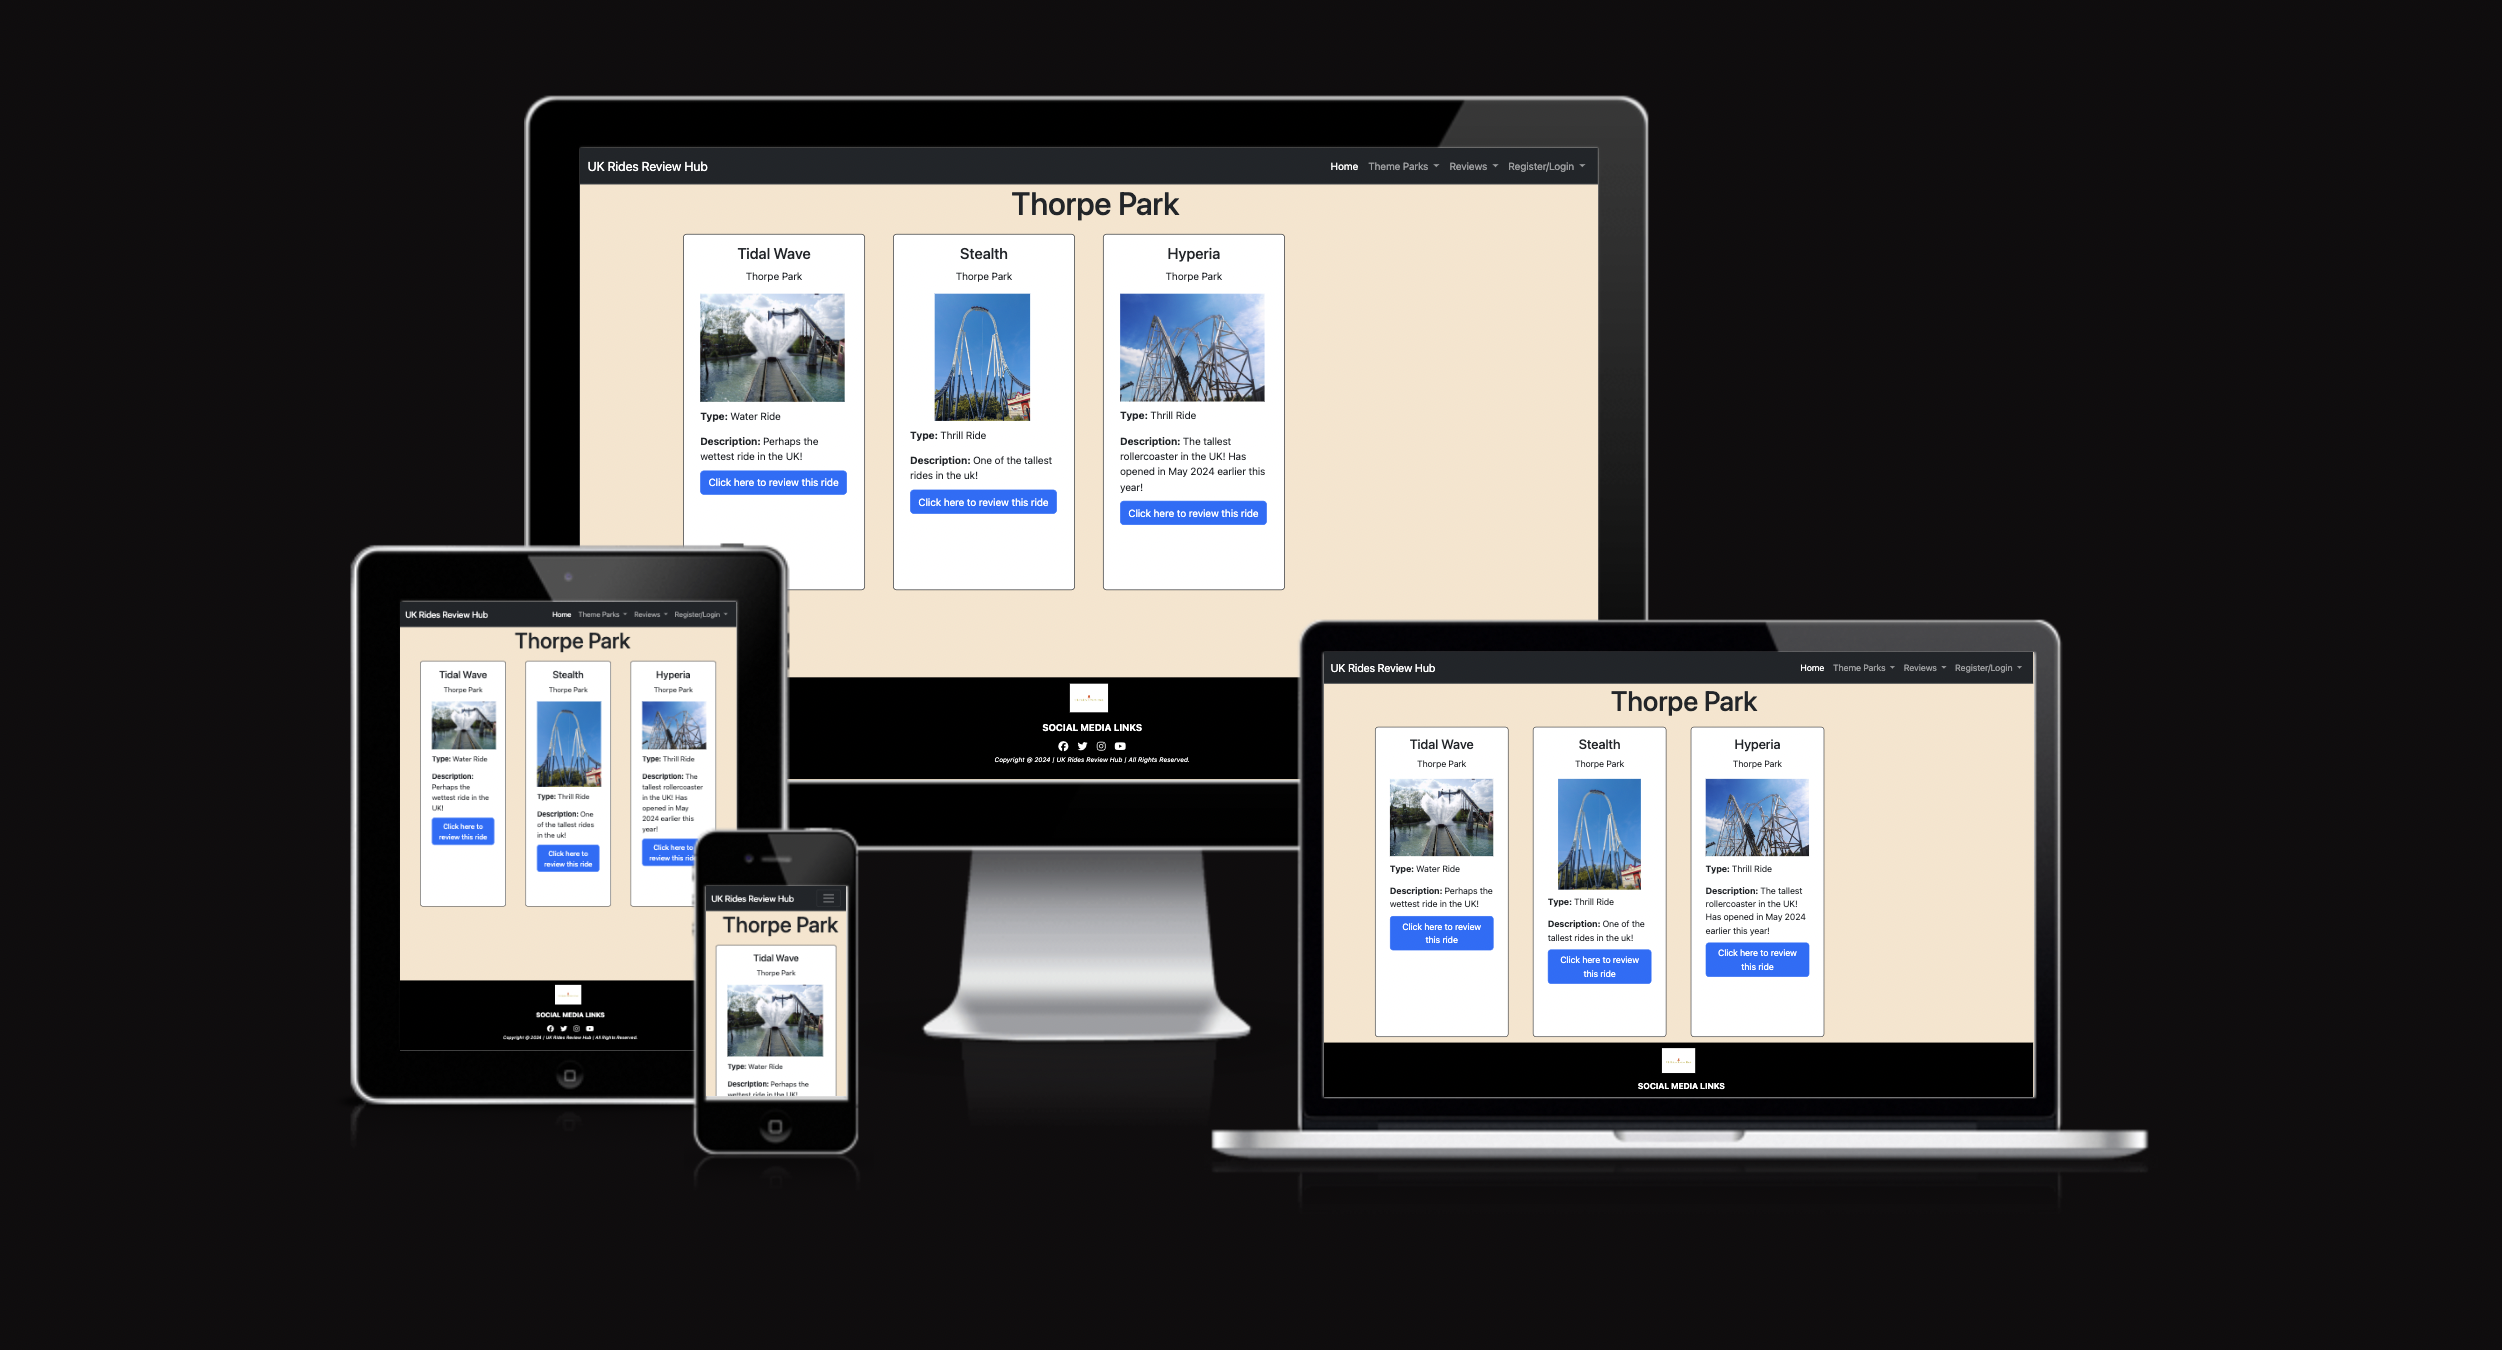 UK Rides Review Hub
Home Theme Parks Reviews Register/Login
Thorpe Park
Tidal Wave
Thorpe Park
Type: Water Ride
Description: Perhaps the
wettest ride in the UK!
Click here to review this ride
Stealth
Thorpe Park
Type: Thrill Ride
Description: One of the tallest
rides in the uk!
Click here to review this ride
Hyperia
Thorpe Park
Type: Thrill Ride
Description: The tallest
rollercoaster in the UK! Has
opened in May 2024 earlier this
year!
Click here to review this ride
SOCIAL MEDIA LINKS
Copyright @ 2024 | UK Rides Review Hub | All Rights Reserved.
UK Rides Review Hub
Home Theme Parks Reviews Register/Login
Thorpe Park
Tidal Wave
Thorpe Park
Type: Water Ride
Description:
Perhaps the
wettest ride in the
UK!
Click here to
review this ride
Stealth
Thorpe Park
Type: Thrill Ride
Description: One
of the tallest rides
in the uk!
Click here to
review this ride
Hyperia
Thorpe Park
Type: Thrill Ride
Description: The
tallest rollercoaster
in the UK! Has
opened in May
2024 earlier this
year!
Click here to
review this ride
SOCIAL MEDIA LINKS
Copyright @ 2024 | UK Rides Review Hub | All Rights Reserved.
UK Rides Review Hub
Thorpe Park
Tidal Wave
Thorpe Park
Type: Water Ride
Description: Perhaps the
wettest ride in the UK!
UK Rides Review Hub
Home Theme Parks Reviews Register/Login
Thorpe Park
Tidal Wave
Thorpe Park
Type: Water Ride
Description: Perhaps the
wettest ride in the UK!
Click here to review
this ride
Stealth
Thorpe Park
Type: Thrill Ride
Description: One of the
tallest rides in the uk!
Click here to review
this ride
Hyperia
Thorpe Park
Type: Thrill Ride
Description: The tallest
rollercoaster in the UK!
Has opened in May 2024
earlier this year!
Click here to review
this ride
SOCIAL MEDIA LINKS